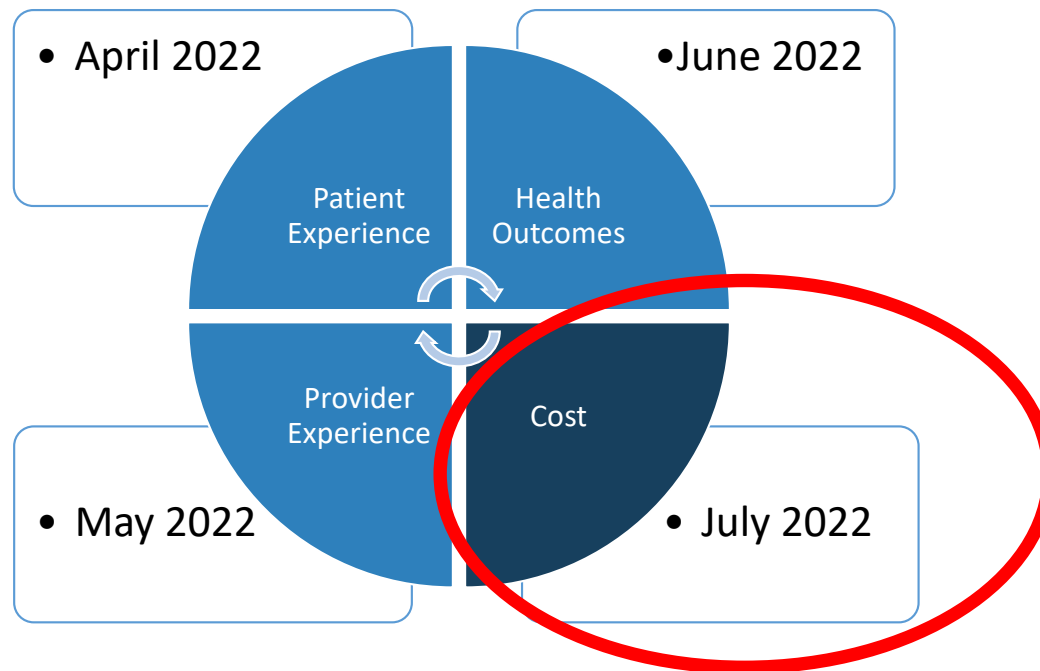 • April 2022
•June 2022
Patient
Experience
Health
Outcomes
Provider
Experience
Cost
• May 2022
• July 2022